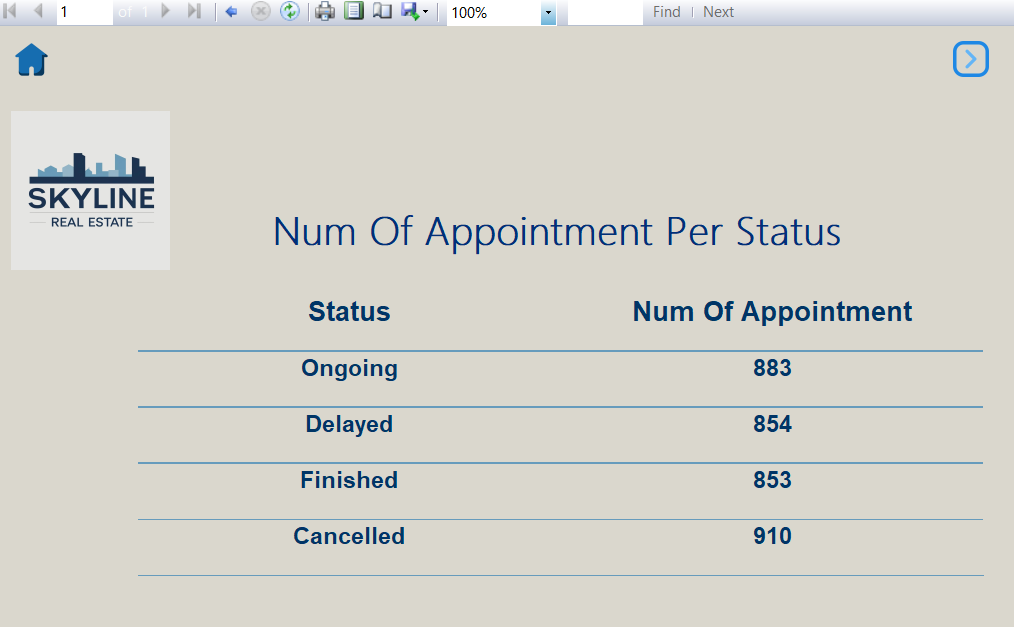 1 of 1 100% Find Next
SKYLINE
REAL ESTATE
Num Of Appointment Per Status
Status Num Of Appointment
Ongoing 883
Delayed 854
Finished 853
Cancelled 910